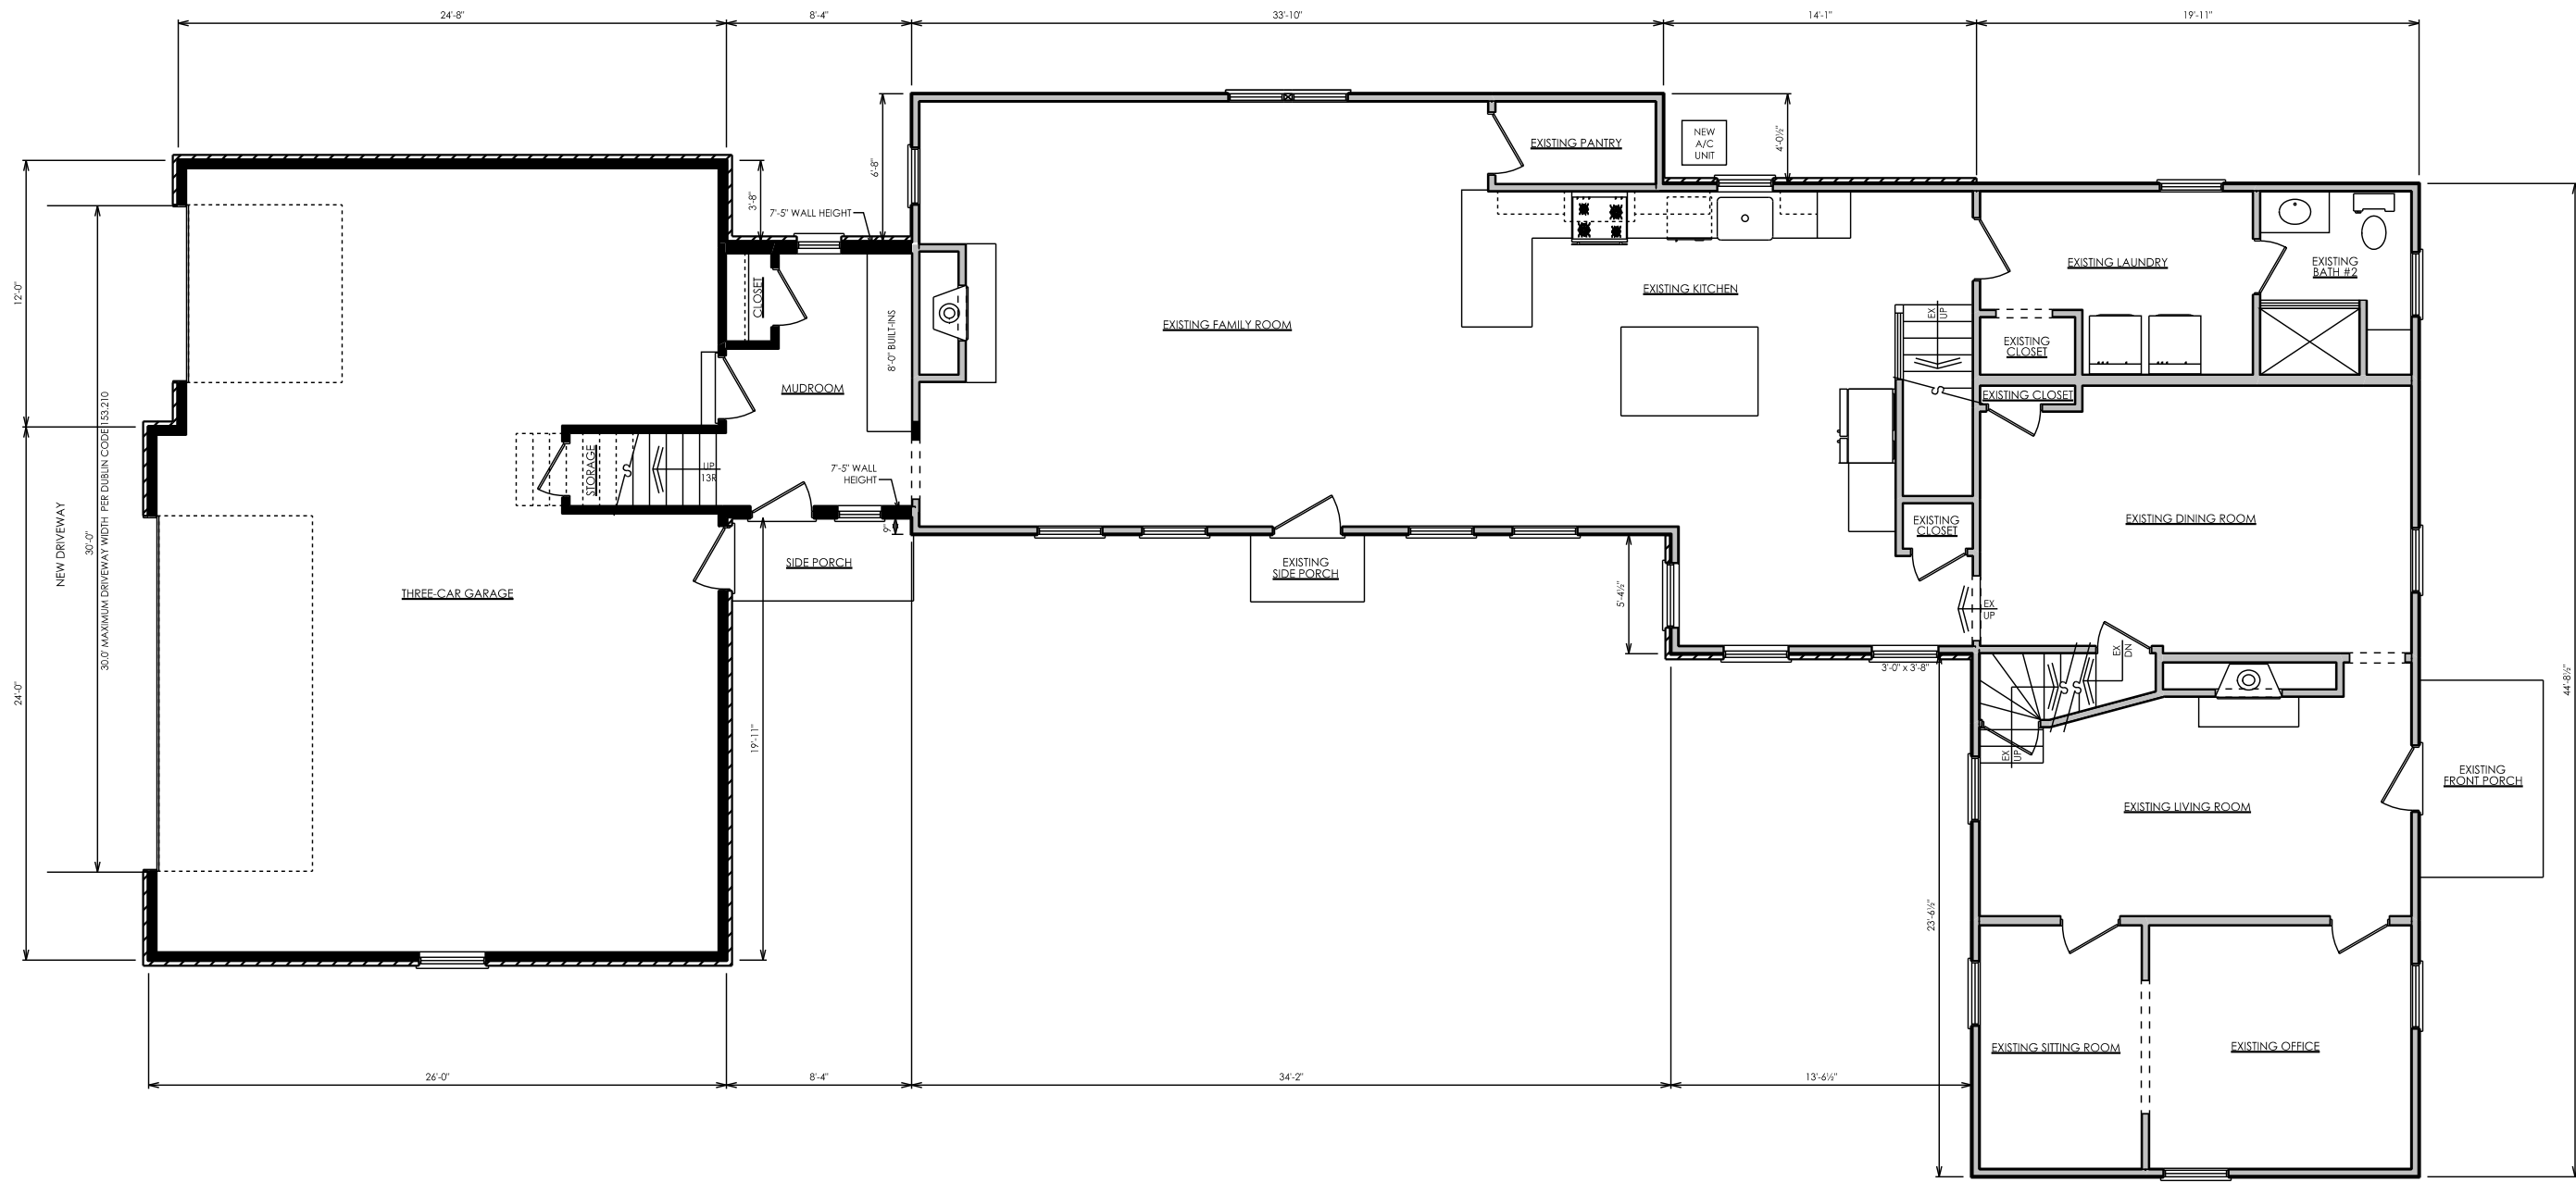 24'-8"
8'-4"
33'-10"
14'-1"
19'-11"
EXISTING PANTRY
NEW
A/C
UNIT
4'-0½"
6'-8"
3'-8"
7'-5" WALL HEIGHT
12'-0"
CLOSET
8'-0" BUILT-INS
MUDROOM
EXISTING FAMILY ROOM
EXISTING KITCHEN
EX
UP
EXISTING LAUNDRY
EXISTING
BATH #2
EXISTING
CLOSET
EXISTING CLOSET
STORAGE
UP
13R
7'-5" WALL
HEIGHT
9"
NEW DRIVEWAY
30'-0"
30.0' MAXIMUM DRIVEWAY WIDTH PER DUBLIN CODE 153.210
THREE-CAR GARAGE
SIDE PORCH
EXISTING
SIDE PORCH
5'-4½"
EXISTING
CLOSET
EXISTING DINING ROOM
EX
UP
3'-0" x 3'-8"
EX
DN
EX
UP
24'-0"
19'-11"
44'-8½"
EXISTING
FRONT PORCH
EXISTING LIVING ROOM
23'-6½"
EXISTING SITTING ROOM
EXISTING OFFICE
26'-0"
8'-4"
34'-2"
13'-6½"